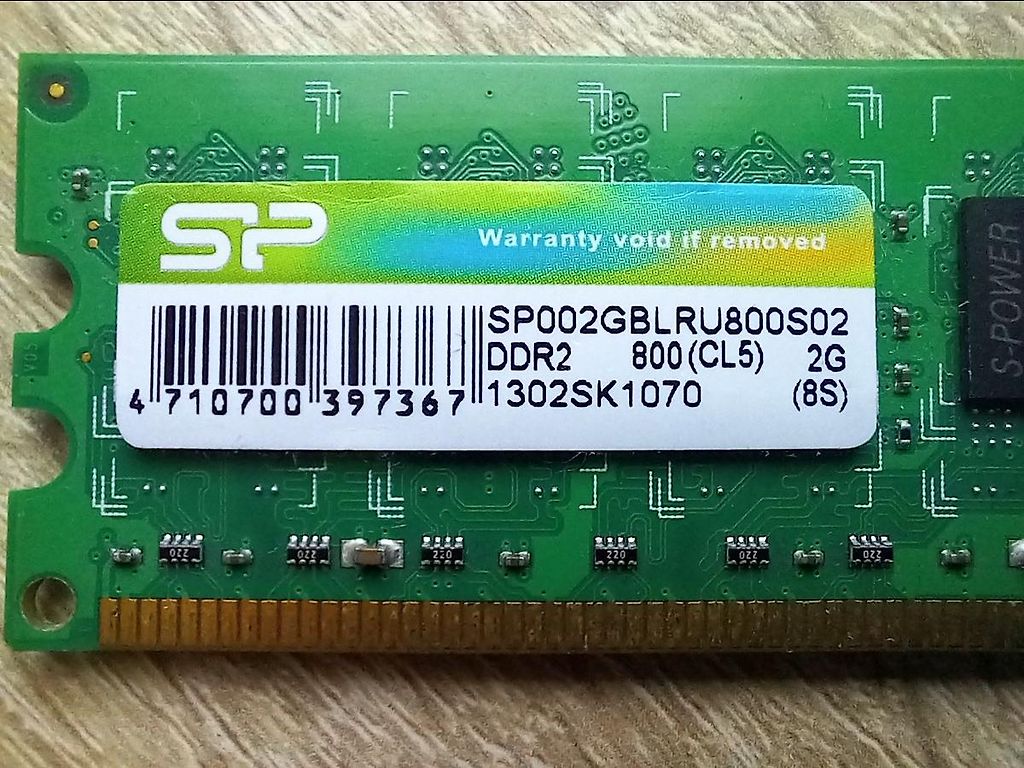 SP
Warranty void if removed
SP002GBLRU800S02
DDR2 800(CL5) 2G
1302SK1070 (8S)
4 710700 397367
S-POWER
V05
220
220
220
220
220
220